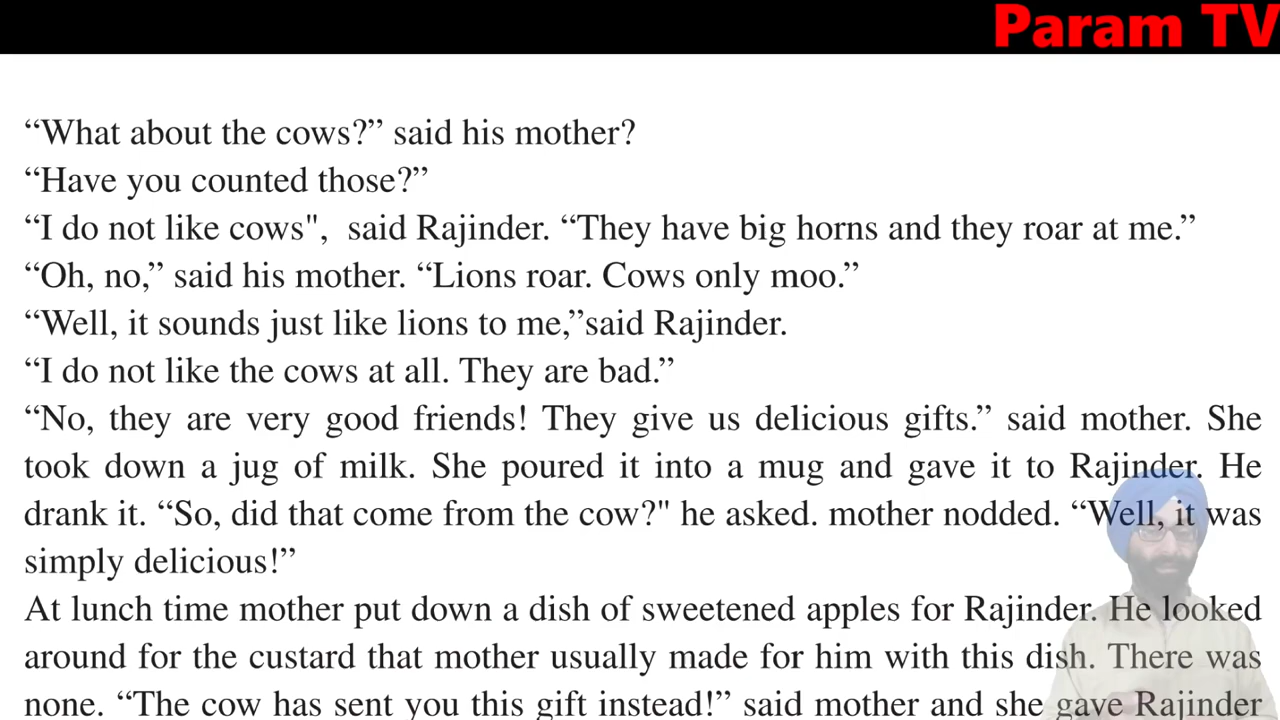 Param TV
“What about the cows?” said his mother?
“Have you counted those?”
“I do not like cows", said Rajinder. “They have big horns and they roar at me.”
“Oh, no,” said his mother. “Lions roar. Cows only moo.”
“Well, it sounds just like lions to me,”said Rajinder.
“I do not like the cows at all. They are bad.”
“No, they are very good friends! They give us delicious gifts.” said mother. She
took down a jug of milk. She poured it into a mug and gave it to Rajinder. He
drank it. “So, did that come from the cow?" he asked. mother nodded. “Well, it was
simply delicious!”
At lunch time mother put down a dish of sweetened apples for Rajinder. He looked
around for the custard that mother usually made for him with this dish. There was
none. “The cow has sent you this gift instead!” said mother and she gave Rajinder